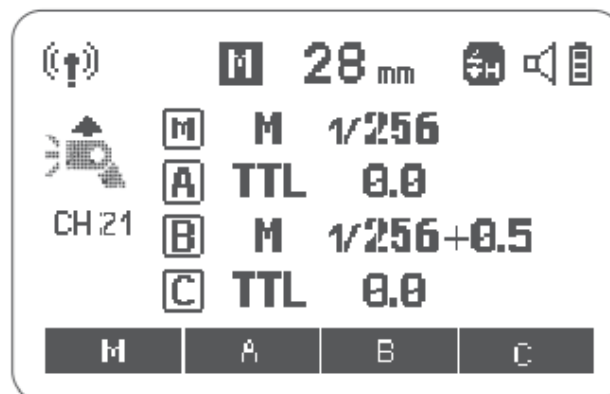 M 28 mm H
M M 1/256
A TTL 0.0
CH 21
B M 1/256+0.5
C TTL 0.0
M A B C